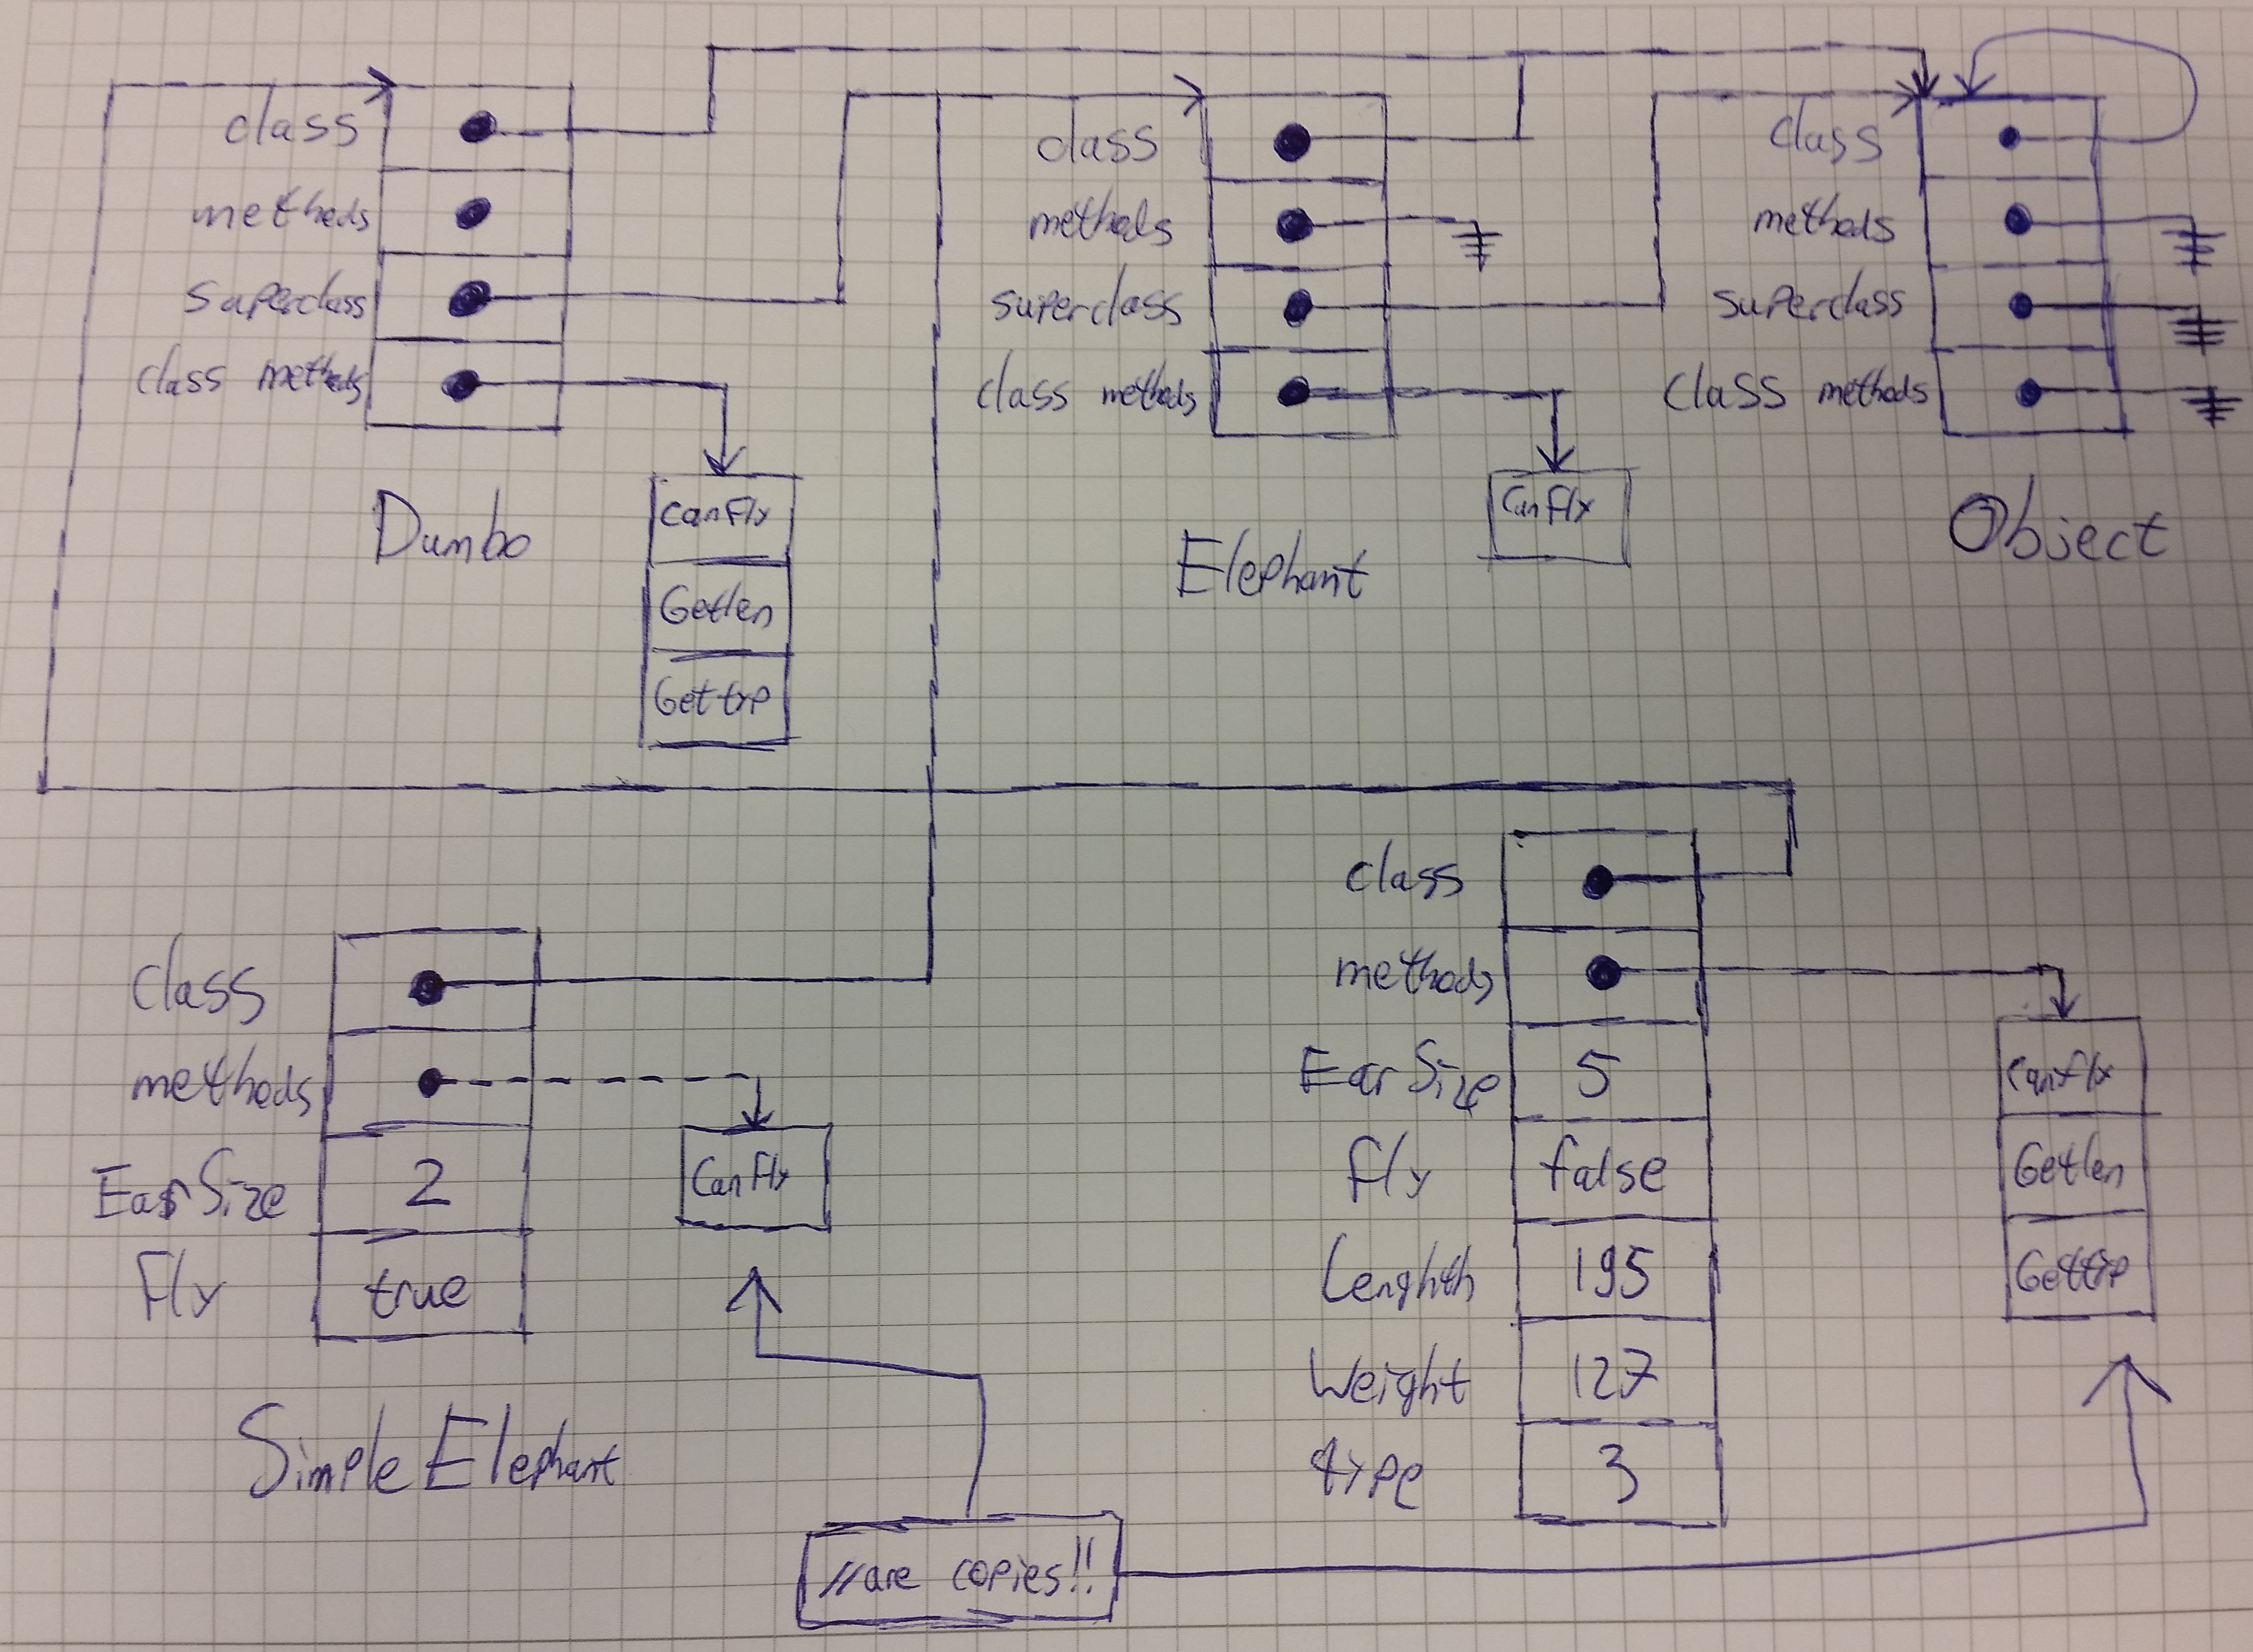 class
methods
superclass
class methods
Dumbo
canFly
Getlen
Gettyp
class
methods
superclass
class methods
Elephant
CanFly
class
methods
superclass
class methods
Object
class
methods
EarSize
2
Fly
true
CanFly
SimpleElephant
class
methods
EarSize
5
Fly
false
Lenghth
195
Weight
127
type
3
CanFly
Getlen
Gettyp
//are copies!!